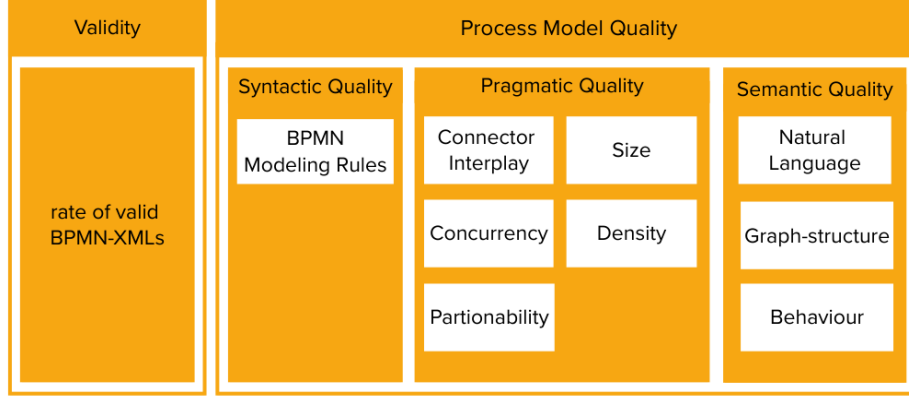 Validity
rate of valid
BPMN-XMLs
Process Model Quality
Syntactic Quality
BPMN
Modeling Rules
Pragmatic Quality
Connector
Interplay
Size
Concurrency
Density
Partionability
Semantic Quality
Natural
Language
Graph-structure
Behaviour